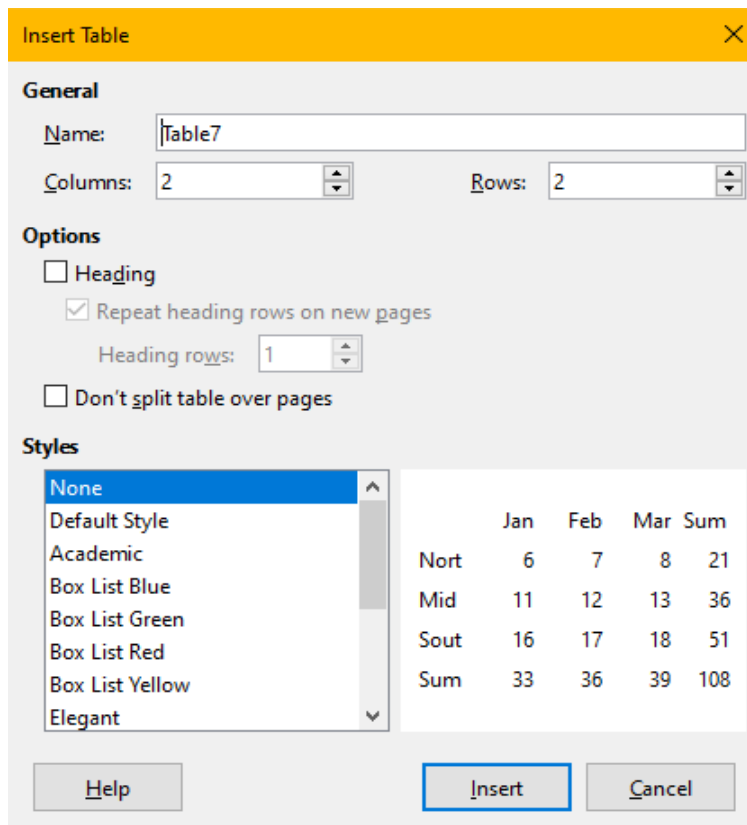 Insert Table
General
Name: Table7
Columns: 2 Rows: 2
Options
Heading
Repeat heading rows on new pages
Heading rows: 1
Don't split table over pages
Styles
None
Default Style
Academic
Box List Blue
Box List Green
Box List Red
Box List Yellow
Elegant
Jan Feb Mar Sum
Nort 6 7 8 21
Mid 11 12 13 36
Sout 16 17 18 51
Sum 33 36 39 108
Help Insert Cancel